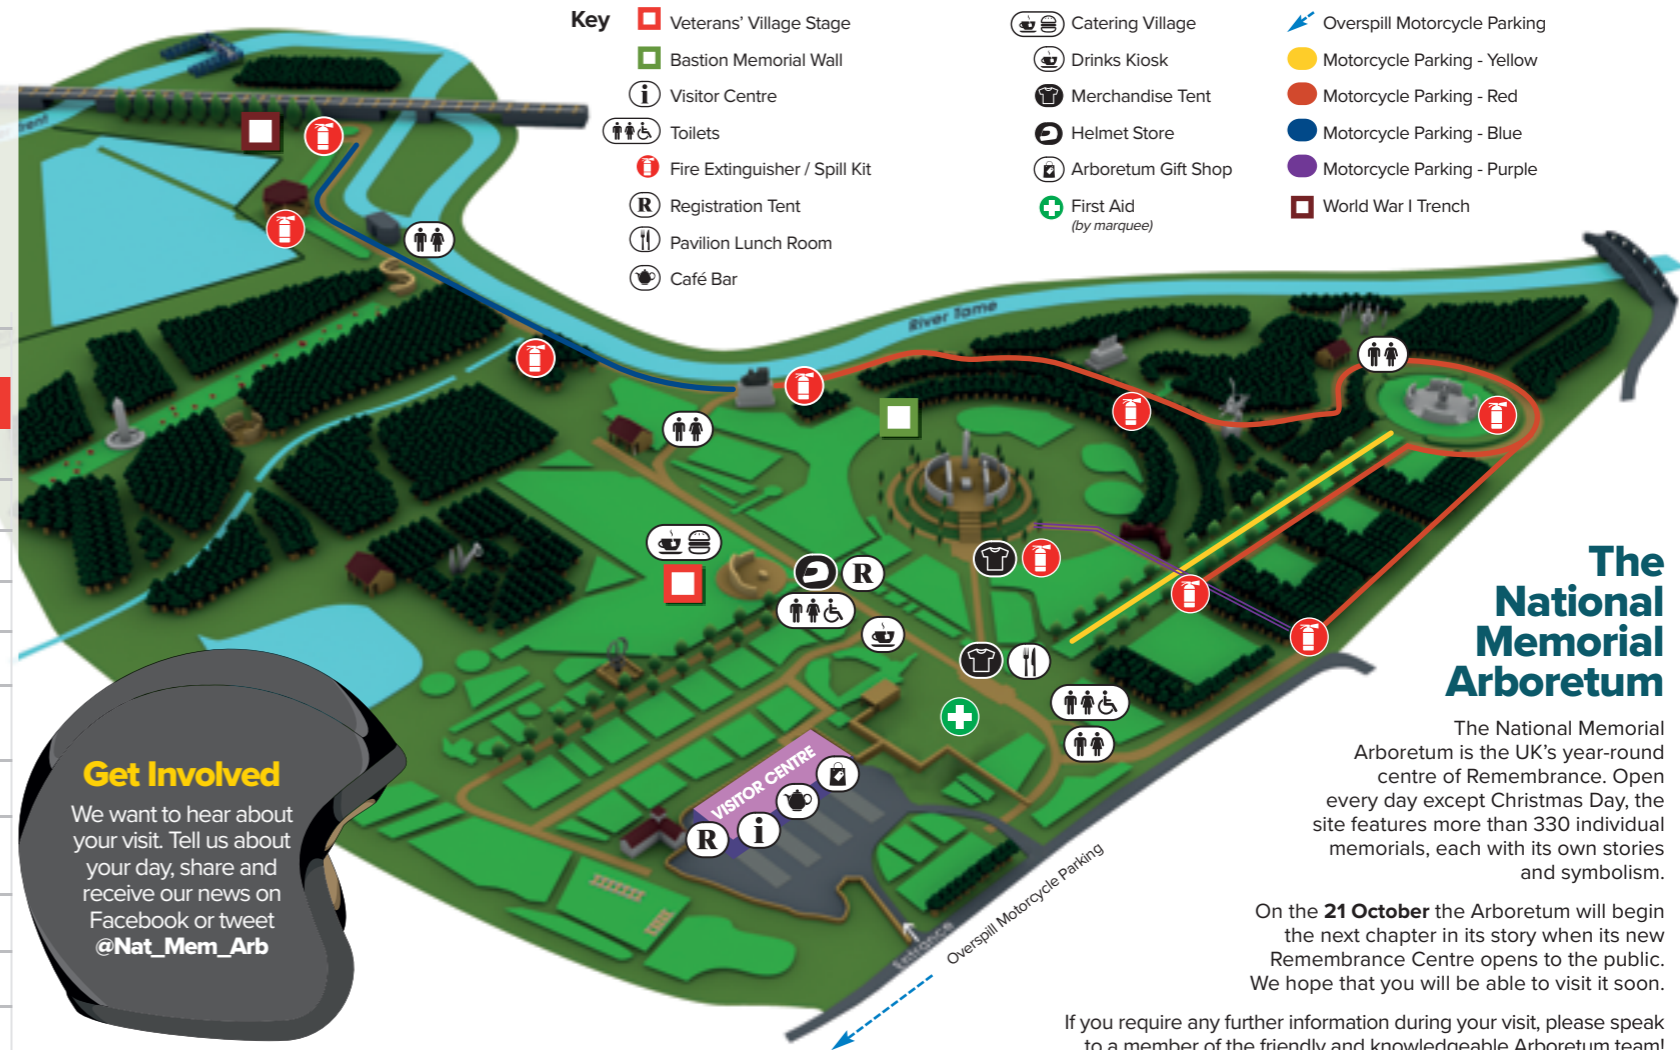 Key
Veterans' Village Stage
Bastion Memorial Wall
Visitor Centre
Toilets
Fire Extinguisher / Spill Kit
R
Registration Tent
Pavilion Lunch Room
Café Bar
Catering Village
Drinks Kiosk
Merchandise Tent
Helmet Store
Arboretum Gift Shop
First Aid
(by marquee)
Overspill Motorcycle Parking
Motorcycle Parking - Yellow
Motorcycle Parking - Red
Motorcycle Parking - Blue
Motorcycle Parking - Purple
World War I Trench
River Tame
R
VISITOR CENTRE
R
i
Entrance
Overspill Motorcycle Parking
Get Involved
We want to hear about
your visit. Tell us about
your day, share and
receive our news on
Facebook or tweet
@Nat_Mem_Arb
The
National
Memorial
Arboretum
The National Memorial
Arboretum is the UK's year-round
centre of Remembrance. Open
every day except Christmas Day, the
site features more than 330 individual
memorials, each with its own stories
and symbolism.
On the 21 October the Arboretum will begin
the next chapter in its story when its new
Remembrance Centre opens to the public.
We hope that you will be able to visit it soon.
If you require any further information during your visit, please speak
to a member of the friendly and knowledgeable Arboretum team!